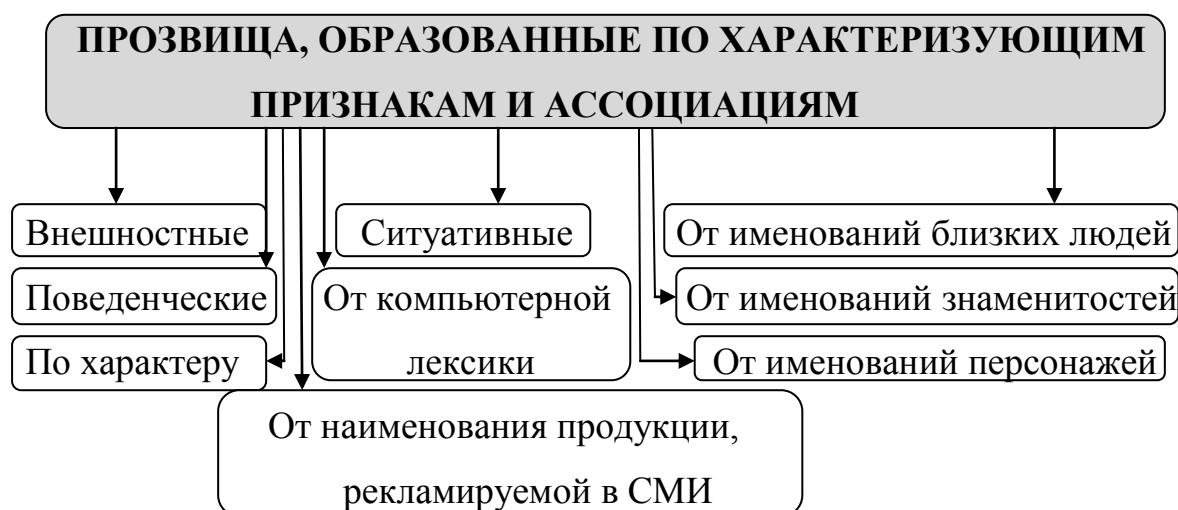 ПРОЗВИЩА, ОБРАЗОВАННЫЕ ПО ХАРАКТЕРИЗУЮЩИМ
ПРИЗНАКАМ И АССОЦИАЦИЯМ
Внешностные
Ситуативные
От именований близких людей
Поведенческие
От компьютерной
лексики
От именований знаменитостей
По характеру
От именований персонажей
От наименования продукции,
рекламируемой в СМИ